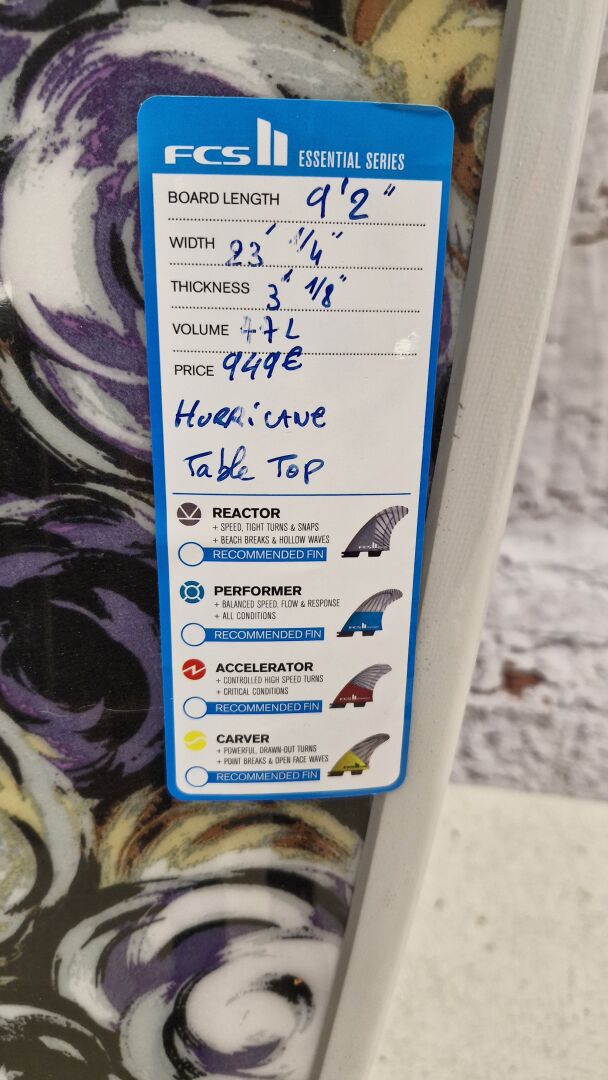 FCS II ESSENTIAL SERIES
BOARD LENGTH 9'2"
WIDTH 23' 1/4"
THICKNESS 3' 1/8"
VOLUME 77L
PRICE 949€
HURRiCANE
Table Top
REACTOR
+ SPEED, TIGHT TURNS & SNAPS
+ BEACH BREAKS & HOLLOW WAVES
RECOMMENDED FIN
PERFORMER
+ BALANCED SPEED, FLOW & RESPONSE
+ ALL CONDITIONS
RECOMMENDED FIN
ACCELERATOR
+ CONTROLLED HIGH SPEED TURNS
+ CRITICAL CONDITIONS
RECOMMENDED FIN
CARVER
+ POWERFUL, DRAWN-OUT TURNS
+ POINT BREAKS & OPEN FACE WAVES
RECOMMENDED FIN